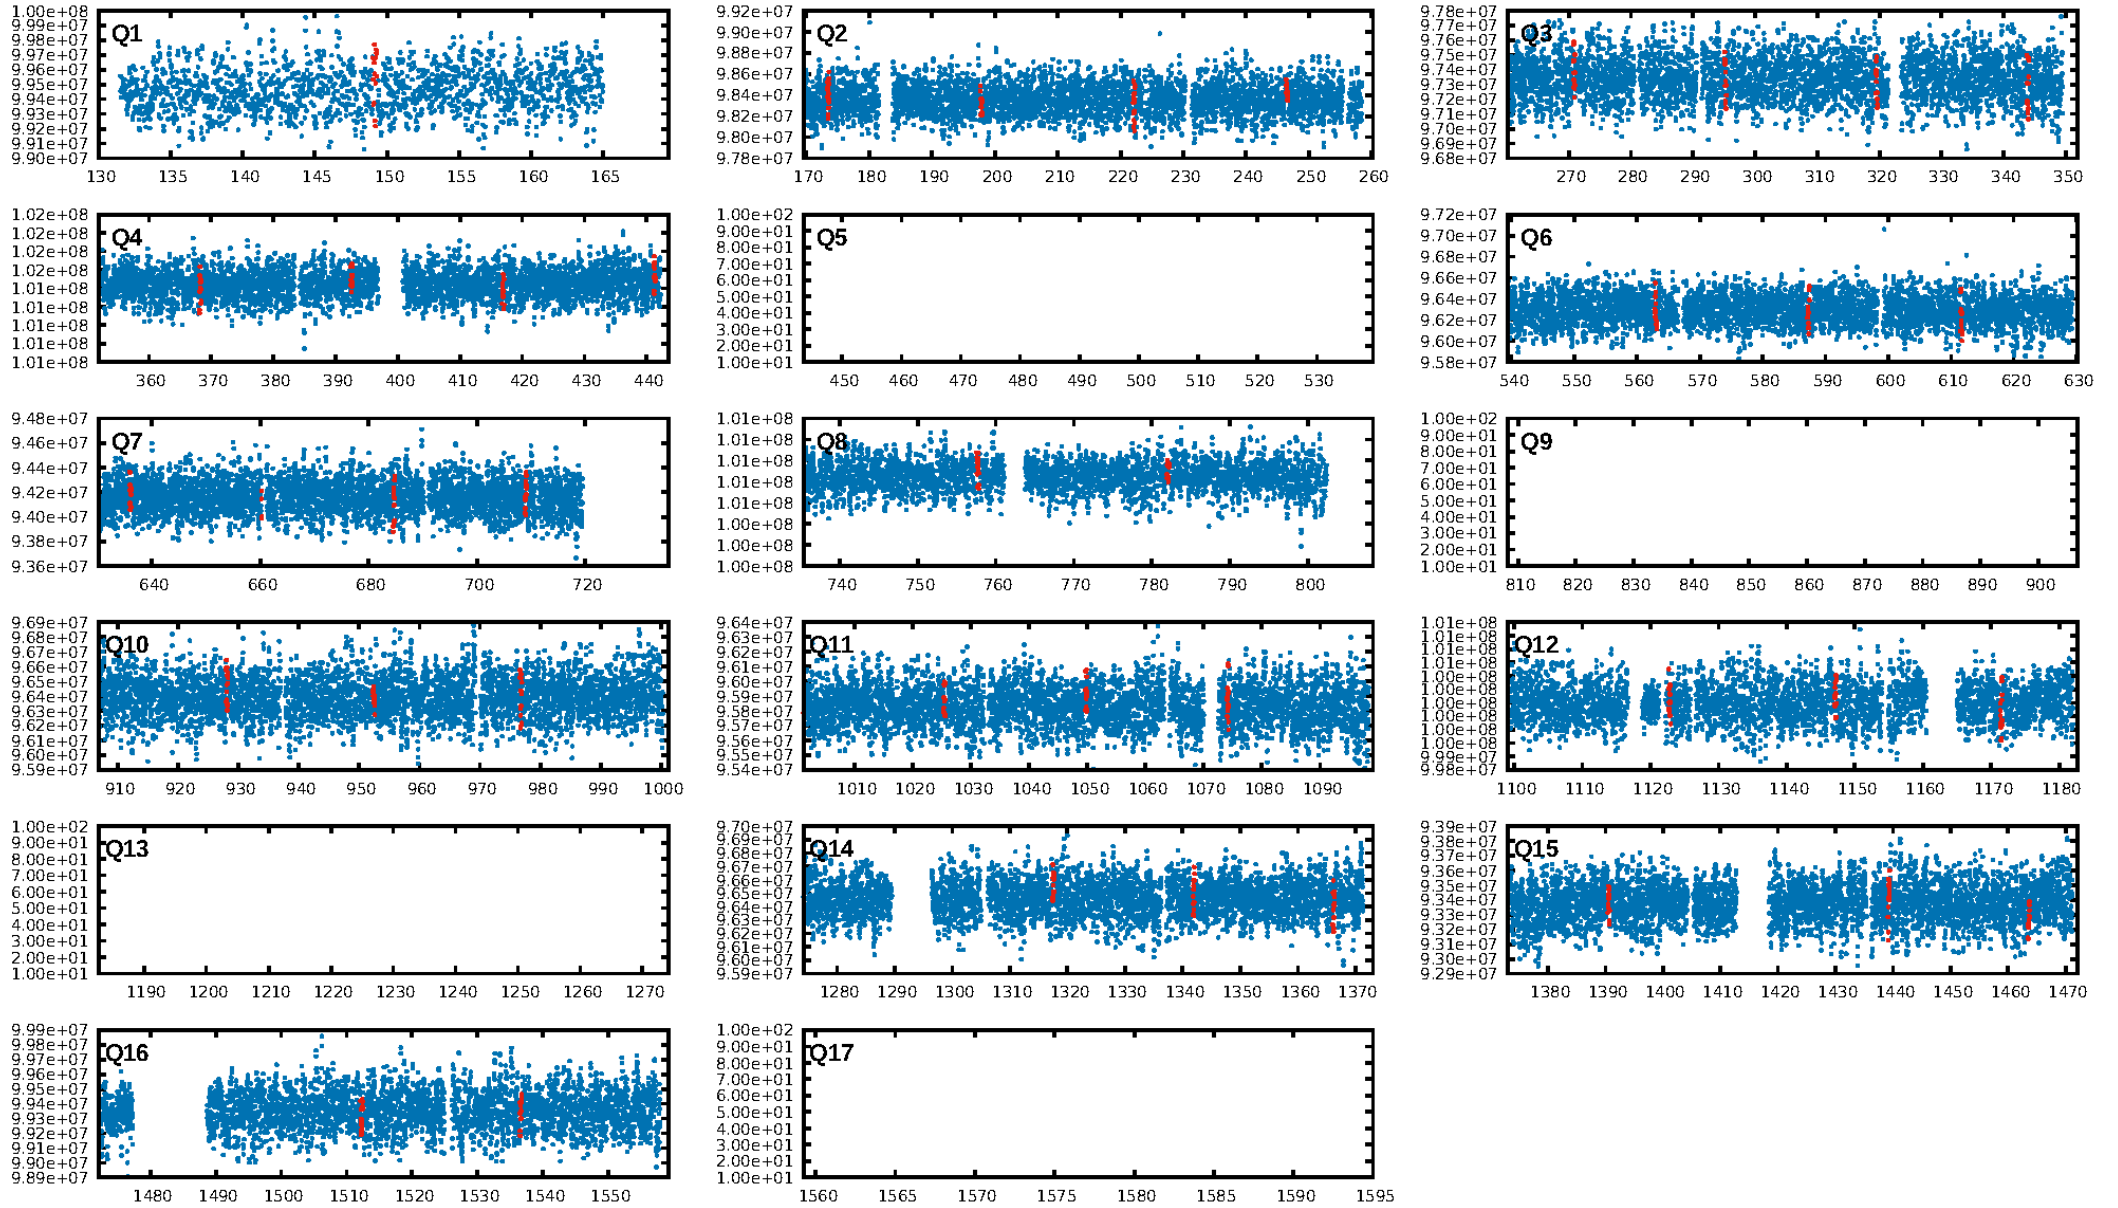 1.00e+08
9.99e+07
9.98e+07
9.97e+07
9.96e+07
9.95e+07
9.94e+07
9.93e+07
9.92e+07
9.91e+07
9.90e+07
Q1
130 135 140 145 150 155 160 165
9.92e+07
9.90e+07
9.88e+07
9.86e+07
9.84e+07
9.82e+07
9.80e+07
9.78e+07
Q2
170 180 190 200 210 220 230 240 250 260
9.78e+07
9.77e+07
9.76e+07
9.75e+07
9.74e+07
9.73e+07
9.72e+07
9.71e+07
9.70e+07
9.69e+07
9.68e+07
Q3
270 280 290 300 310 320 330 340 350
1.02e+08
1.02e+08
1.02e+08
1.02e+08
1.01e+08
1.01e+08
1.01e+08
1.01e+08
1.01e+08
Q4
360 370 380 390 400 410 420 430 440
1.00e+02
9.00e+01
8.00e+01
7.00e+01
6.00e+01
5.00e+01
4.00e+01
3.00e+01
2.00e+01
1.00e+01
Q5
450 460 470 480 490 500 510 520 530
9.72e+07
9.70e+07
9.68e+07
9.66e+07
9.64e+07
9.62e+07
9.60e+07
9.58e+07
Q6
540 550 560 570 580 590 600 610 620 630
9.48e+07
9.46e+07
9.44e+07
9.42e+07
9.40e+07
9.38e+07
9.36e+07
Q7
640 660 680 700 720
1.01e+08
1.01e+08
1.01e+08
1.01e+08
1.01e+08
1.00e+08
1.00e+08
1.00e+08
Q8
740 750 760 770 780 790 800
1.00e+02
9.00e+01
8.00e+01
7.00e+01
6.00e+01
5.00e+01
4.00e+01
3.00e+01
2.00e+01
1.00e+01
Q9
810 820 830 840 850 860 870 880 890 900
9.69e+07
9.68e+07
9.67e+07
9.66e+07
9.65e+07
9.64e+07
9.63e+07
9.62e+07
9.61e+07
9.60e+07
9.59e+07
Q10
910 920 930 940 950 960 970 980 990 1000
9.64e+07
9.63e+07
9.62e+07
9.61e+07
9.60e+07
9.59e+07
9.58e+07
9.57e+07
9.56e+07
9.55e+07
9.54e+07
Q11
1010 1020 1030 1040 1050 1060 1070 1080 1090
1.01e+08
1.01e+08
1.01e+08
1.01e+08
1.00e+08
1.00e+08
1.00e+08
1.00e+08
1.00e+08
1.00e+08
9.99e+07
9.98e+07
Q12
1100 1110 1120 1130 1140 1150 1160 1170 1180
1.00e+02
9.00e+01
8.00e+01
7.00e+01
6.00e+01
5.00e+01
4.00e+01
3.00e+01
2.00e+01
1.00e+01
Q13
1190 1200 1210 1220 1230 1240 1250 1260 1270
9.70e+07
9.69e+07
9.68e+07
9.67e+07
9.66e+07
9.65e+07
9.64e+07
9.63e+07
9.62e+07
9.61e+07
9.60e+07
9.59e+07
Q14
1280 1290 1300 1310 1320 1330 1340 1350 1360 1370
9.39e+07
9.38e+07
9.37e+07
9.36e+07
9.35e+07
9.34e+07
9.33e+07
9.32e+07
9.31e+07
9.30e+07
9.29e+07
Q15
1380 1390 1400 1410 1420 1430 1440 1450 1460 1470
9.99e+07
9.98e+07
9.97e+07
9.96e+07
9.95e+07
9.94e+07
9.93e+07
9.92e+07
9.91e+07
9.90e+07
9.89e+07
Q16
1480 1490 1500 1510 1520 1530 1540 1550
1.00e+02
9.00e+01
8.00e+01
7.00e+01
6.00e+01
5.00e+01
4.00e+01
3.00e+01
2.00e+01
1.00e+01
Q17
1560 1565 1570 1575 1580 1585 1590 1595